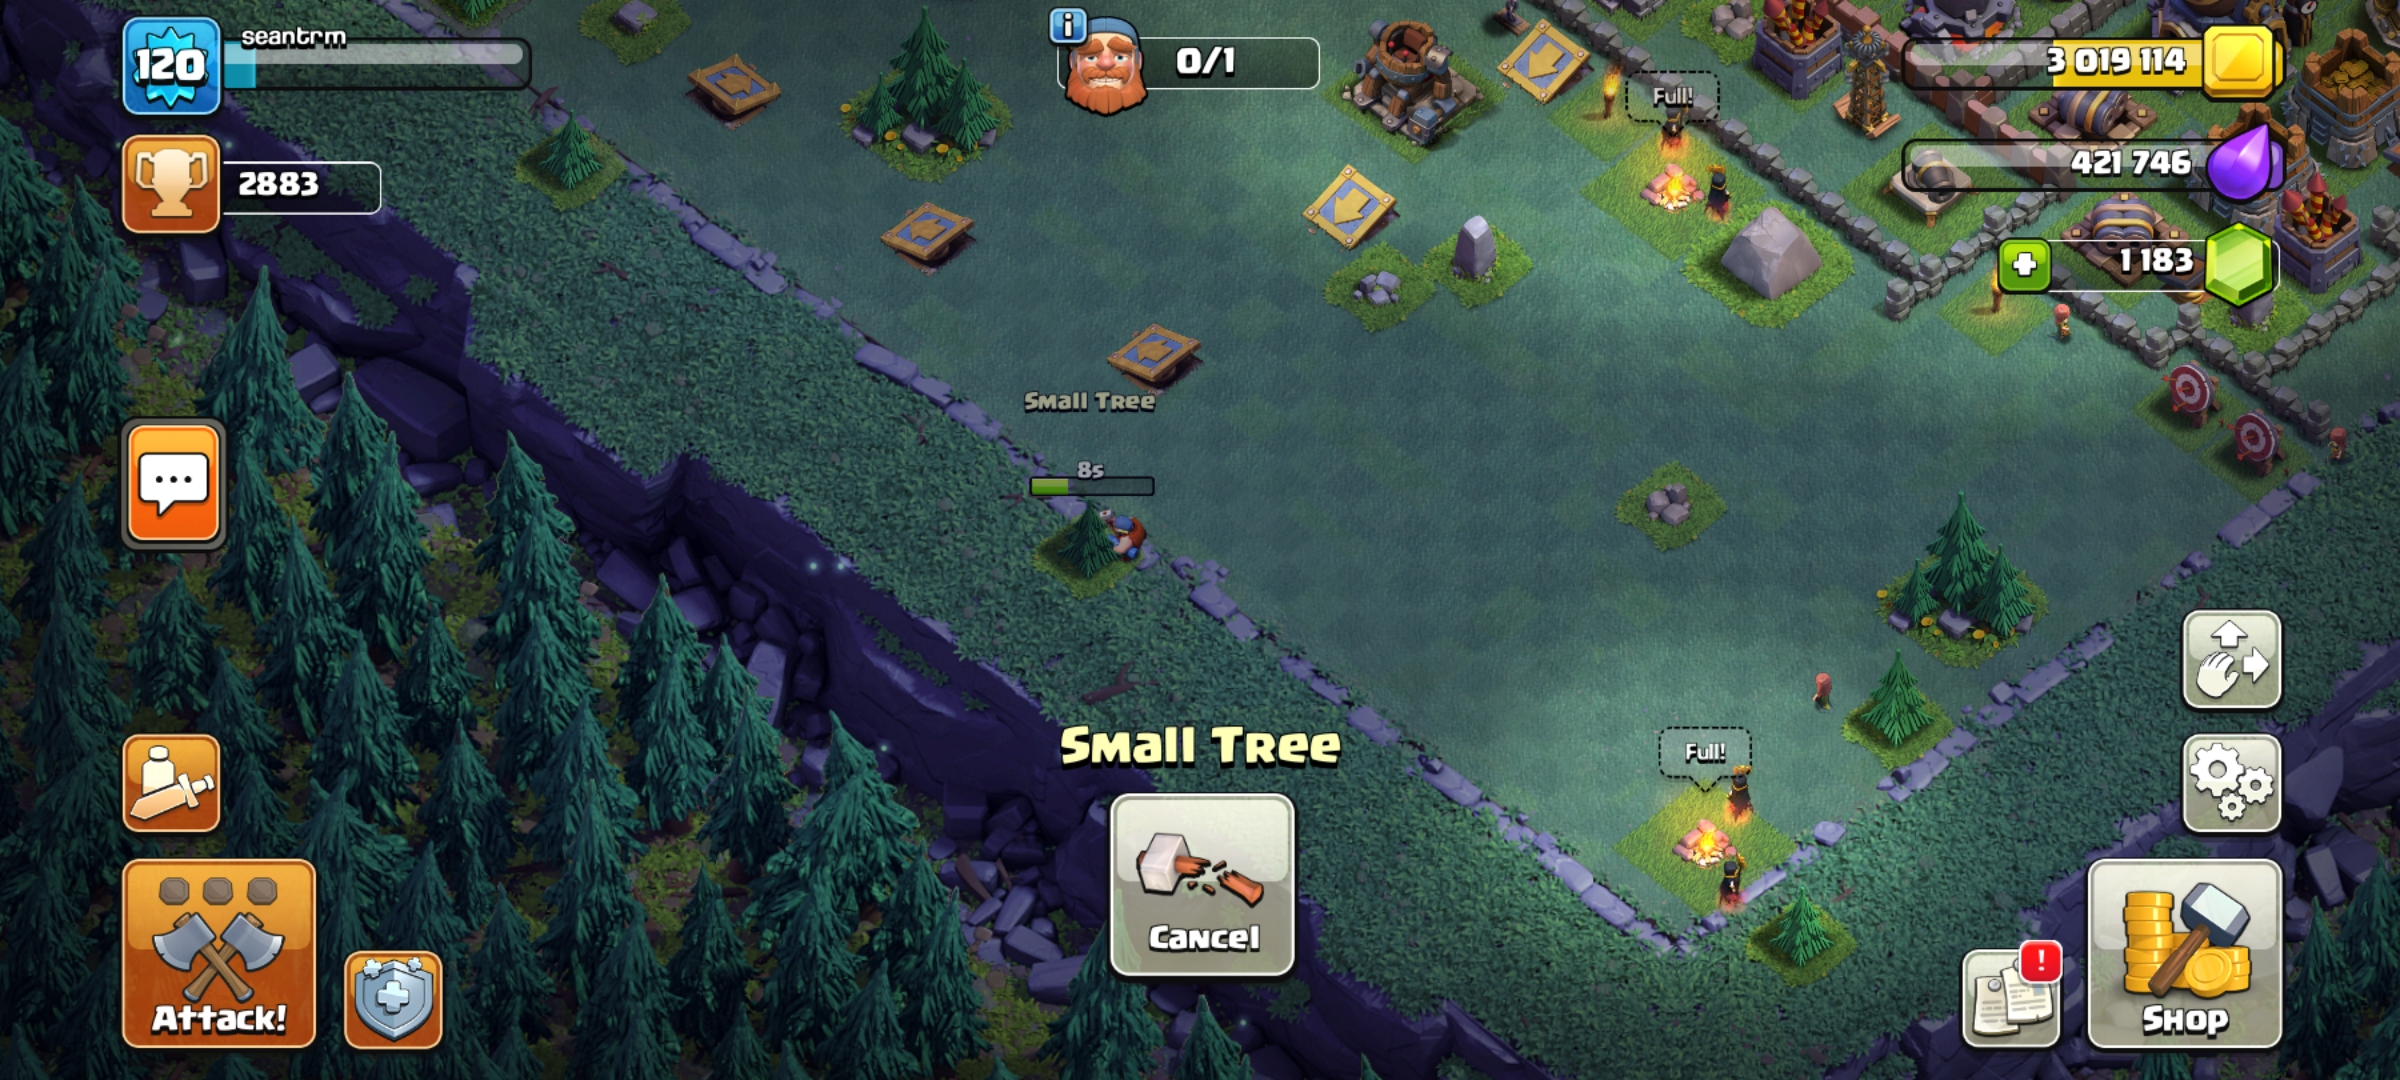 120
seantrm
i
0/1
3 019 114
Full!
421 746
2883
1 183
Small Tree
8s
Small Tree
Full!
Cancel
Attack!
!
Shop